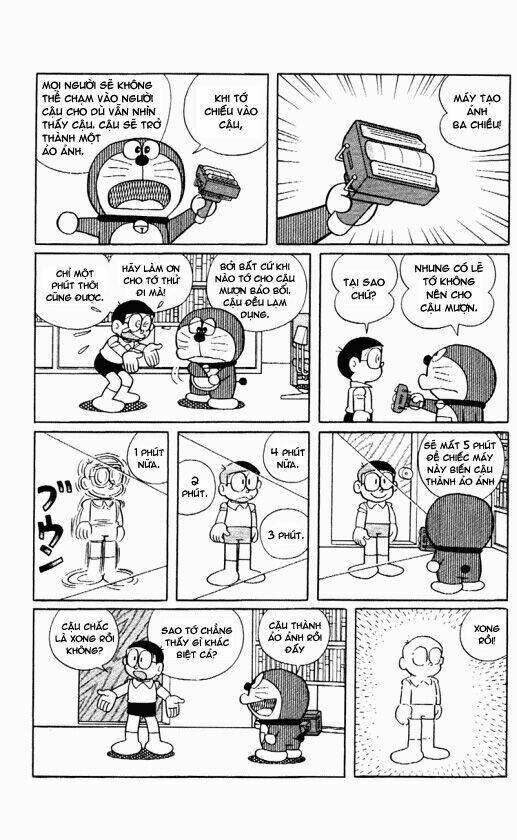 MÁY TẠO
ẢNH
BA CHIỀU!
KHI TỚ
CHIẾU VÀO
CẬU,
MỌI NGƯỜI SẼ KHÔNG
THỂ CHẠM VÀO NGƯỜI
CẬU CHO DÙ VẪN NHÌN
THẤY CẬU. CẬU SẼ TRỞ
THÀNH MỘT
ẢO ẢNH.
NHƯNG CÓ LẼ
TỚ KHÔNG
NÊN CHO
CẬU MƯỢN.
TẠI SAO
CHỨ?
BỞI BẤT CỨ KHI
NÀO TỚ CHO CẬU
MƯỢN BẢO BỐI.
CẬU ĐỀU LẠM
DỤNG.
HÃY LÀM ƠN
CHO TỚ THỬ
ĐI MÀ!
CHỈ MỘT
PHÚT THÔI
CŨNG ĐƯỢC.
SẼ MẤT 5 PHÚT
ĐỂ CHIẾC MÁY
NÀY BIẾN CẬU
THÀNH ẢO ẢNH
4 PHÚT
NỮA.
3 PHÚT.
2
PHÚT.
1 PHÚT
NỮA.
ブウン
XONG
RỒI!
CẬU THÀNH
ẢO ẢNH RỒI
ĐẤY
SAO TỚ CHẲNG
THẤY GÌ KHÁC
BIỆT CẢ?
CẬU CHẮC
LÀ XONG RỒI
KHÔNG?